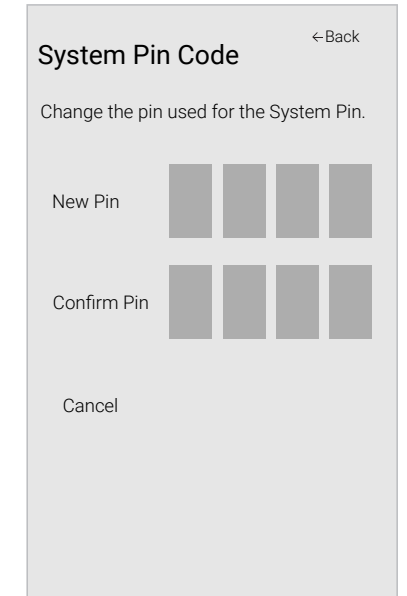 ←Back
System Pin Code
Change the pin used for the System Pin.
New Pin
Confirm Pin
Cancel